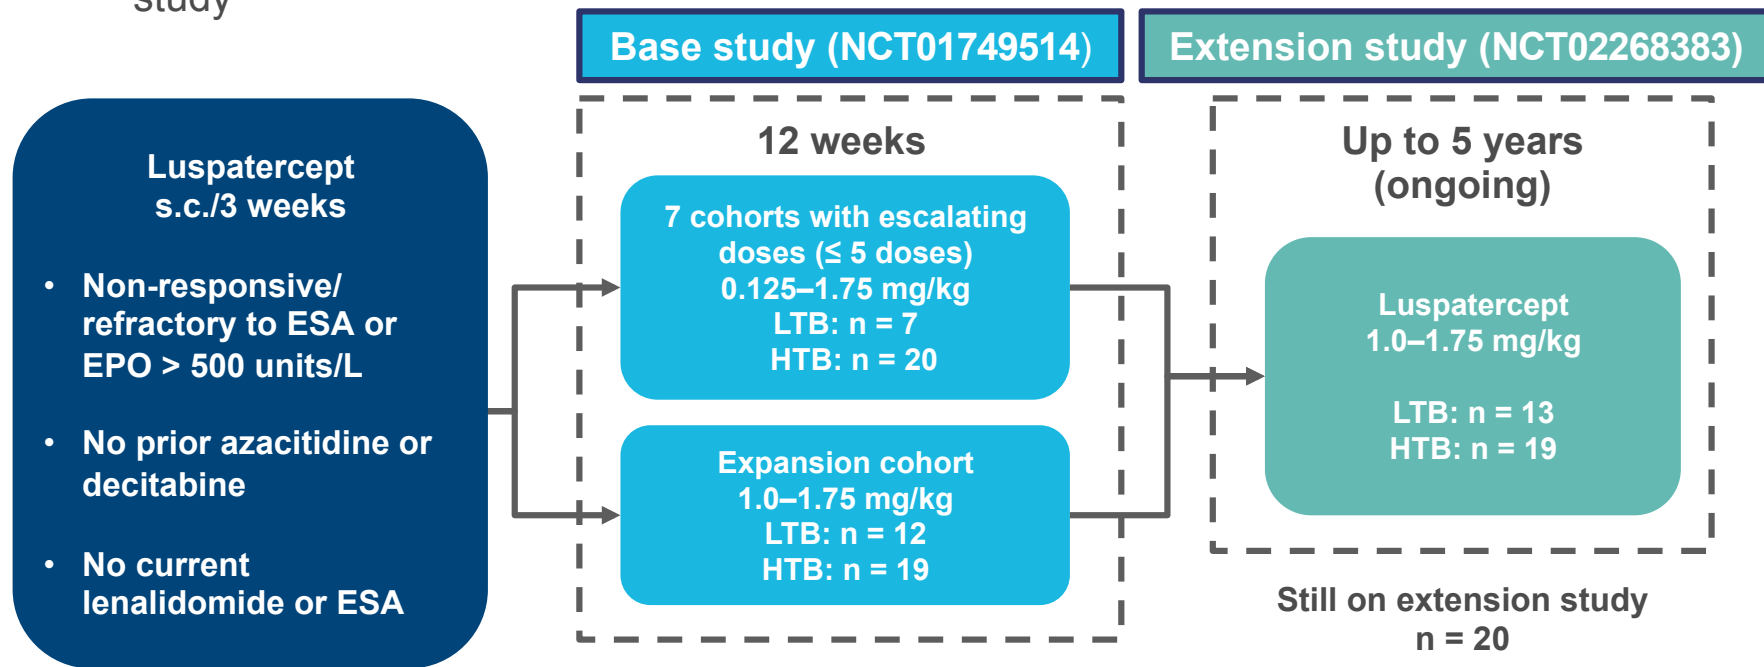 study
Base study (NCT01749514)
Extension study (NCT02268383)
Luspatercept
s.c./3 weeks
• Non-responsive/
refractory to ESA or
EPO > 500 units/L
• No prior azacitidine or
decitabine
• No current
lenalidomide or ESA
12 weeks
7 cohorts with escalating
doses (≤ 5 doses)
0.125–1.75 mg/kg
LTB: n = 7
HTB: n = 20
Expansion cohort
1.0–1.75 mg/kg
LTB: n = 12
HTB: n = 19
Up to 5 years
(ongoing)
Luspatercept
1.0–1.75 mg/kg
LTB: n = 13
HTB: n = 19
Still on extension study
n = 20